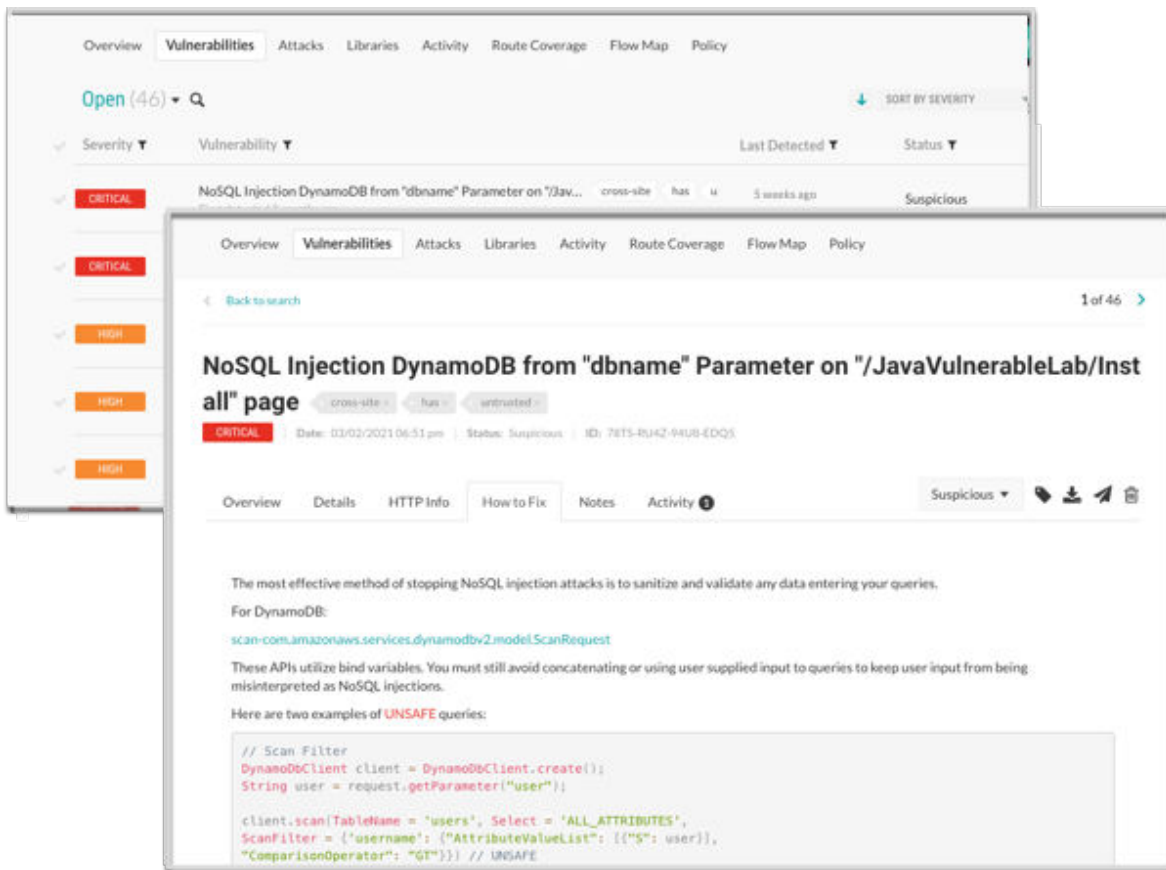 Overview Vulnerabilities Attacks Libraries Activity Route Coverage Flow Map Policy
Open (46)
SORT BY SEVERITY
Severity Vulnerability Last Detected Status
CRITICAL NoSQL Injection DynamoDB from "dbname" Parameter on "/Jav... cross-site has u 5 weeks ago Suspicious
CRITICAL
HIGH
HIGH
HIGH
Overview Vulnerabilities Attacks Libraries Activity Route Coverage Flow Map Policy
Back to search 1 of 46
NoSQL Injection DynamoDB from "dbname" Parameter on "/JavaVulnerableLab/Inst
all" page cross-site has untrusted
CRITICAL Date: 03/02/2021 06:51 pm Status: Suspicious ID:
Overview Details HTTP Info How to Fix Notes Activity Suspicious
The most effective method of stopping NoSQL injection attacks is to sanitize and validate any data entering your queries.
For DynamoDB:
scan-com.amazonaws.services.dynamodbv2.model.ScanRequest
These APIs utilize bind variables. You must still avoid concatenating or using user supplied input to queries to keep user input from being
misinterpreted as NoSQL injections.
Here are two examples of UNSAFE queries:
// Scan Filter
DynamoDbClient client = DynamoDbClient.create();
String user = request.getParameter("user");
client.scan(TableName = 'users', Select = 'ALL_ATTRIBUTES',
ScanFilter = {'username': {"AttributeValueList": [{"S": user}],
"ComparisonOperator": "GT"}}) // UNSAFE